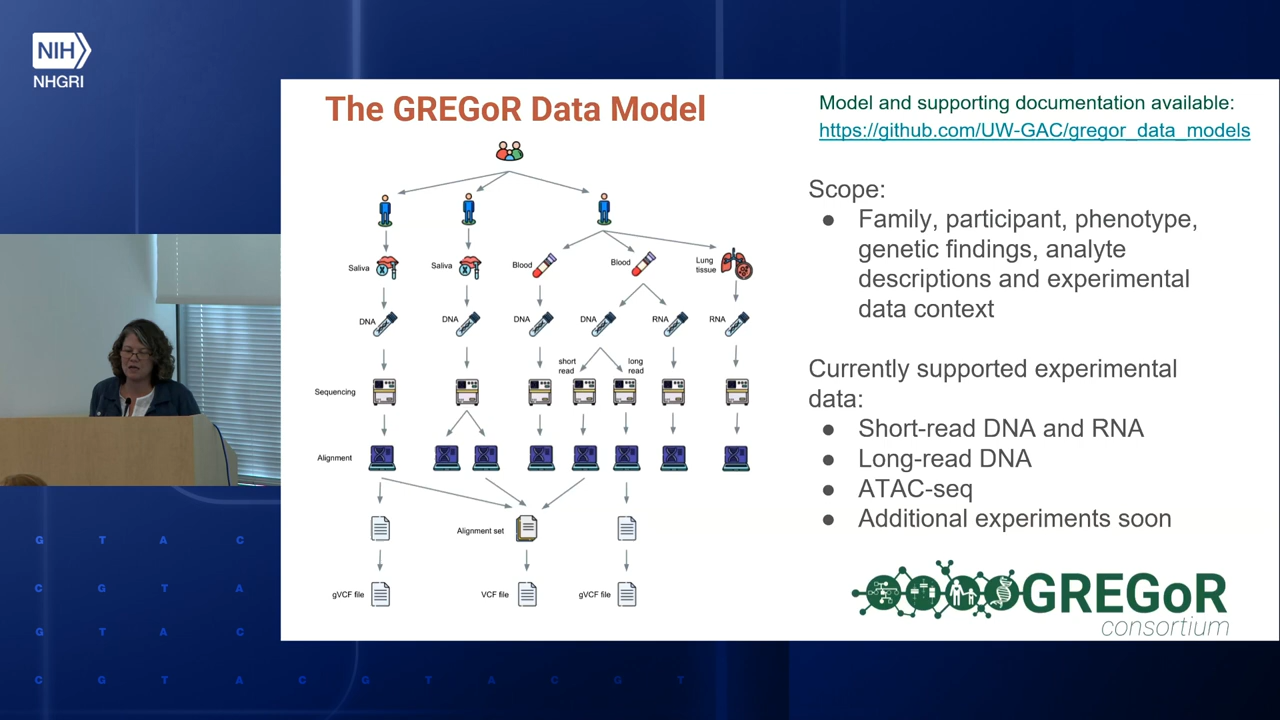 NIH
NHGRI
The GREGoR Data Model
Model and supporting documentation available:
https://github.com/UW-GAC/gregor_data_models
Saliva
Saliva
Blood
Blood
Lung
tissue
DNA
DNA
DNA
DNA
RNA
RNA
short
read
long
read
Sequencing
Alignment
Alignment set
gVCF file
VCF file
gVCF file
Scope:
● Family, participant, phenotype,
genetic findings, analyte
descriptions and experimental
data context
Currently supported experimental
data:
● Short-read DNA and RNA
● Long-read DNA
● ATAC-seq
● Additional experiments soon
GREGoR
consortium
G T A C
C G T A
G T A C
C G T A C G T A C G T